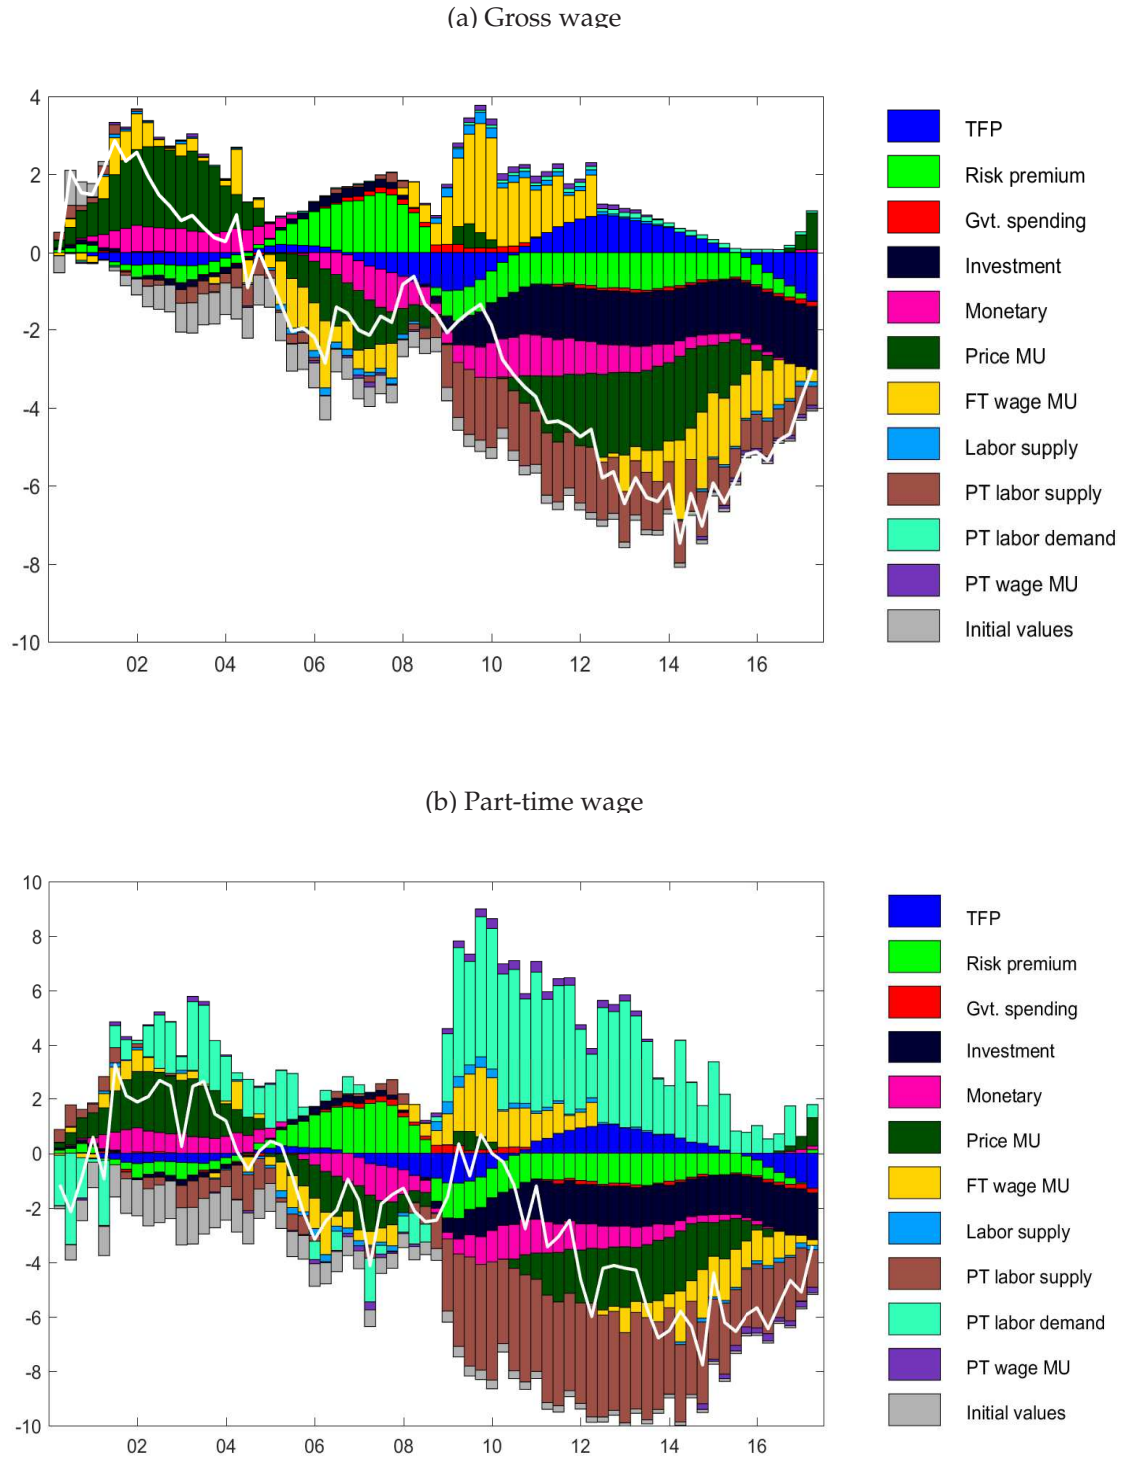 (a) Gross wage
4
2
0
-2
-4
-6
-8
-10
02 04 06 08 10 12 14 16
TFP
Risk premium
Gvt. spending
Investment
Monetary
Price MU
FT wage MU
Labor supply
PT labor supply
PT labor demand
PT wage MU
Initial values
(b) Part-time wage
10
8
6
4
2
0
-2
-4
-6
-8
-10
02 04 06 08 10 12 14 16
TFP
Risk premium
Gvt. spending
Investment
Monetary
Price MU
FT wage MU
Labor supply
PT labor supply
PT labor demand
PT wage MU
Initial values